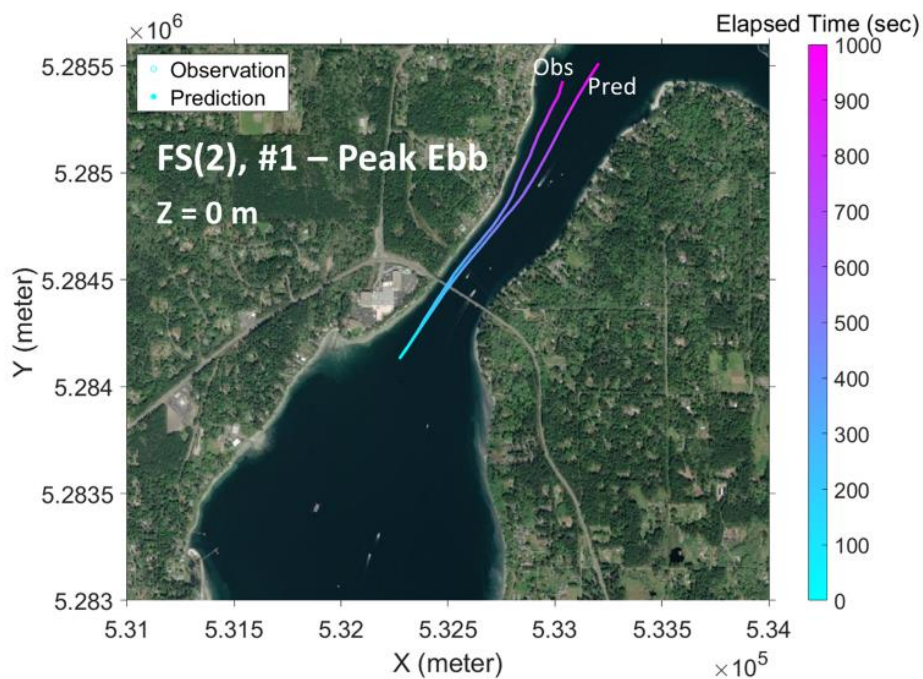 ×10⁶
Elapsed Time (sec)
Observation
Prediction
Obs
Pred
FS(2), #1 – Peak Ebb
Z = 0 m
Y (meter)
5.2855
5.285
5.2845
5.284
5.2835
5.283
5.31
5.315
5.32
5.325
5.33
5.335
5.34
X (meter)
×10⁵
1000
900
800
700
600
500
400
300
200
100
0